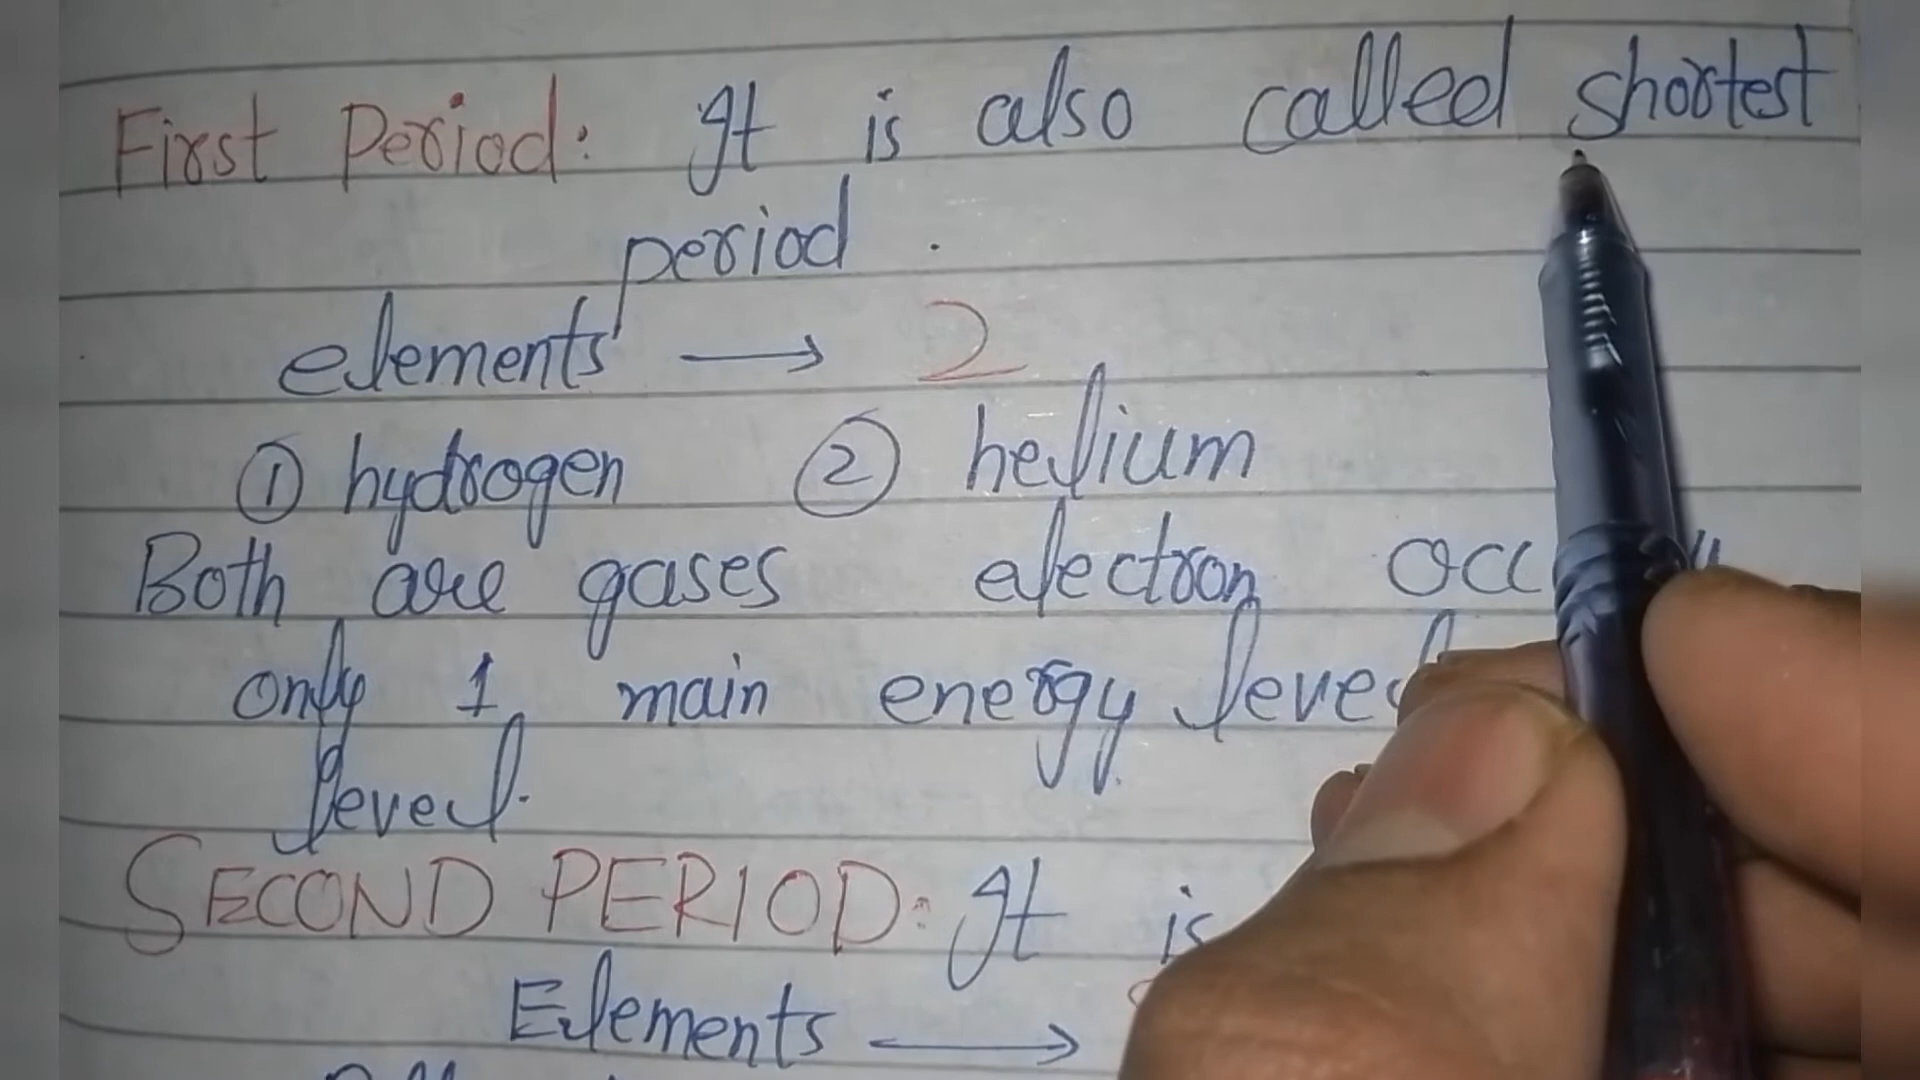 First Period: It is also called shortest
period.
elements → 2
① hydrogen ② helium
Both are gases electron
only 1 main energy level
level.
SECOND PERIOD: It is
Elements →